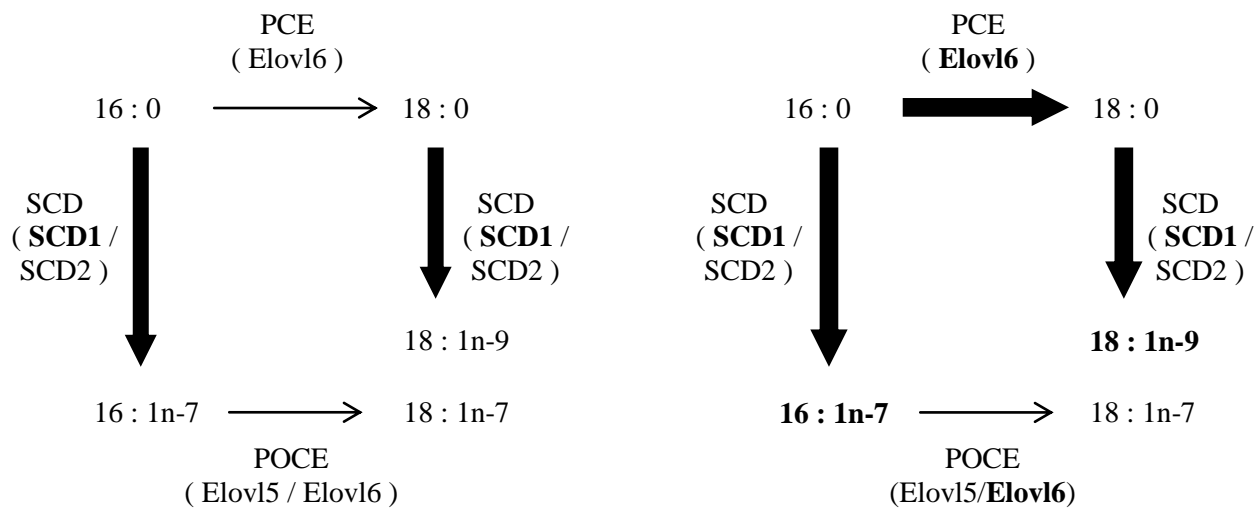 PCE
( Elovl6 )
16 : 0
18 : 0
SCD
( SCD1 /
SCD2 )
SCD
( SCD1 /
SCD2 )
18 : 1n-9
16 : 1n-7
18 : 1n-7
POCE
( Elovl5 / Elovl6 )
PCE
( Elovl6 )
16 : 0
18 : 0
SCD
( SCD1 /
SCD2 )
SCD
( SCD1 /
SCD2 )
18 : 1n-9
16 : 1n-7
18 : 1n-7
POCE
(Elovl5/Elovl6)